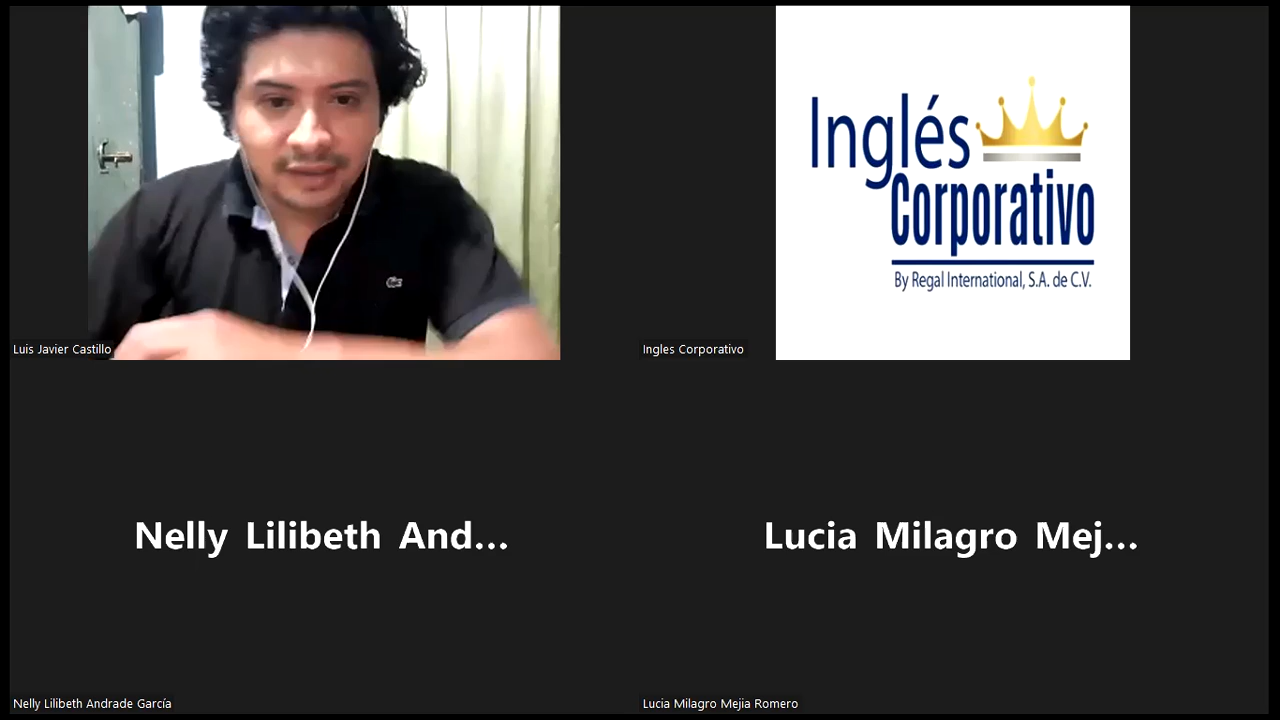 Luis Javier Castillo
Inglés
Corporativo
By Regal International, S.A. de C.V.
Ingles Corporativo
Nelly Lilibeth And...
Lucia Milagro Mej...
Nelly Lilibeth Andrade García
Lucia Milagro Mejia Romero